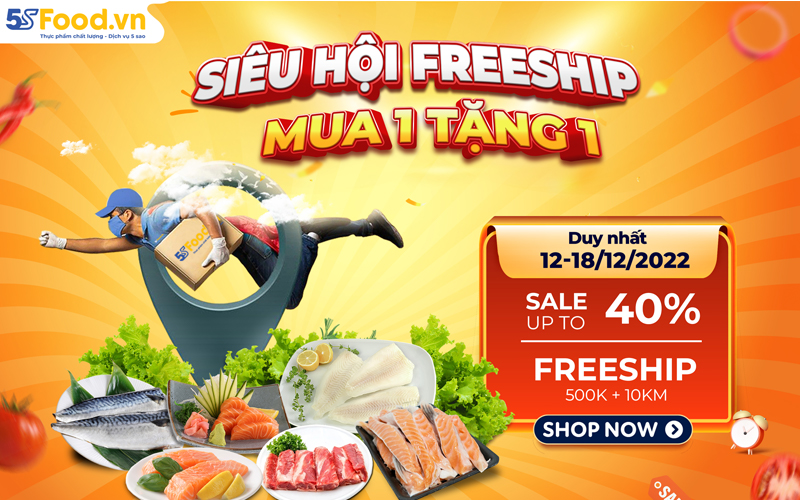 5SFood.vn
Thực phẩm chất lượng - Dịch vụ 5 sao
SIÊU HỘI FREESHIP
MUA 1 TẶNG 1
5SFood
Duy nhất
12-18/12/2022
SALE
UP TO
40%
FREESHIP
500K + 10KM
SHOP NOW